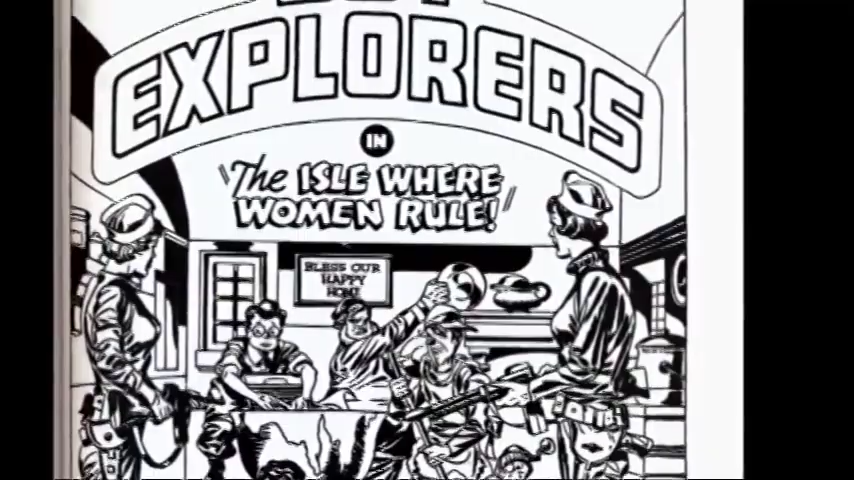 EXPLORERS
IN
"The ISLE WHERE
WOMEN RULE!"
BLESS OUR
HAPPY
HOME